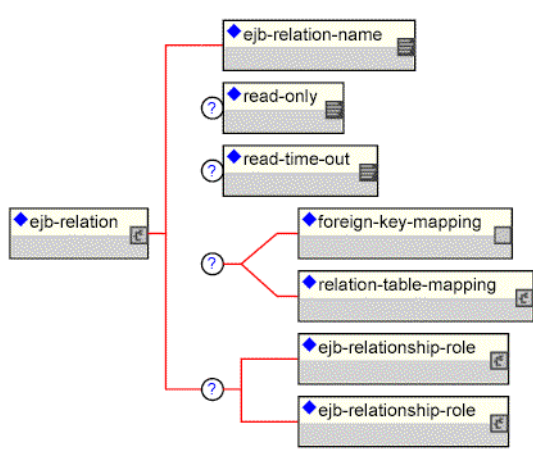 ejb-relation-name
? read-only
? read-time-out
ejb-relation
foreign-key-mapping
?
relation-table-mapping
ejb-relationship-role
?
ejb-relationship-role